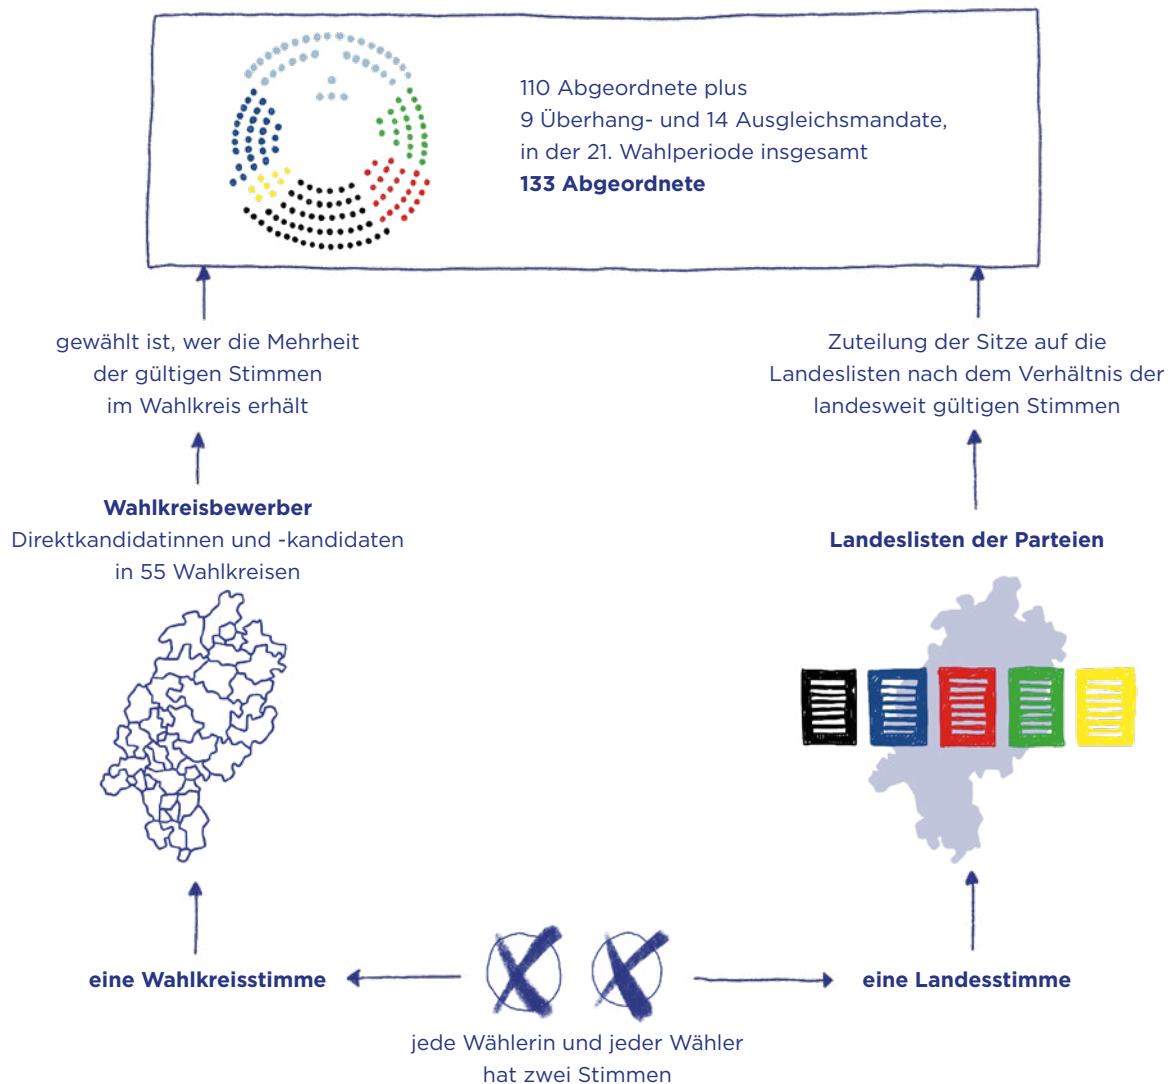 110 Abgeordnete plus
9 Überhang- und 14 Ausgleichsmandate,
in der 21. Wahlperiode insgesamt
133 Abgeordnete
gewählt ist, wer die Mehrheit
der gültigen Stimmen
im Wahlkreis erhält
Zuteilung der Sitze auf die
Landeslisten nach dem Verhältnis der
landesweit gültigen Stimmen
Wahlkreisbewerber
Direktkandidatinnen und -kandidaten
in 55 Wahlkreisen
Landeslisten der Parteien
eine Wahlkreisstimme
eine Landesstimme
jede Wählerin und jeder Wähler
hat zwei Stimmen